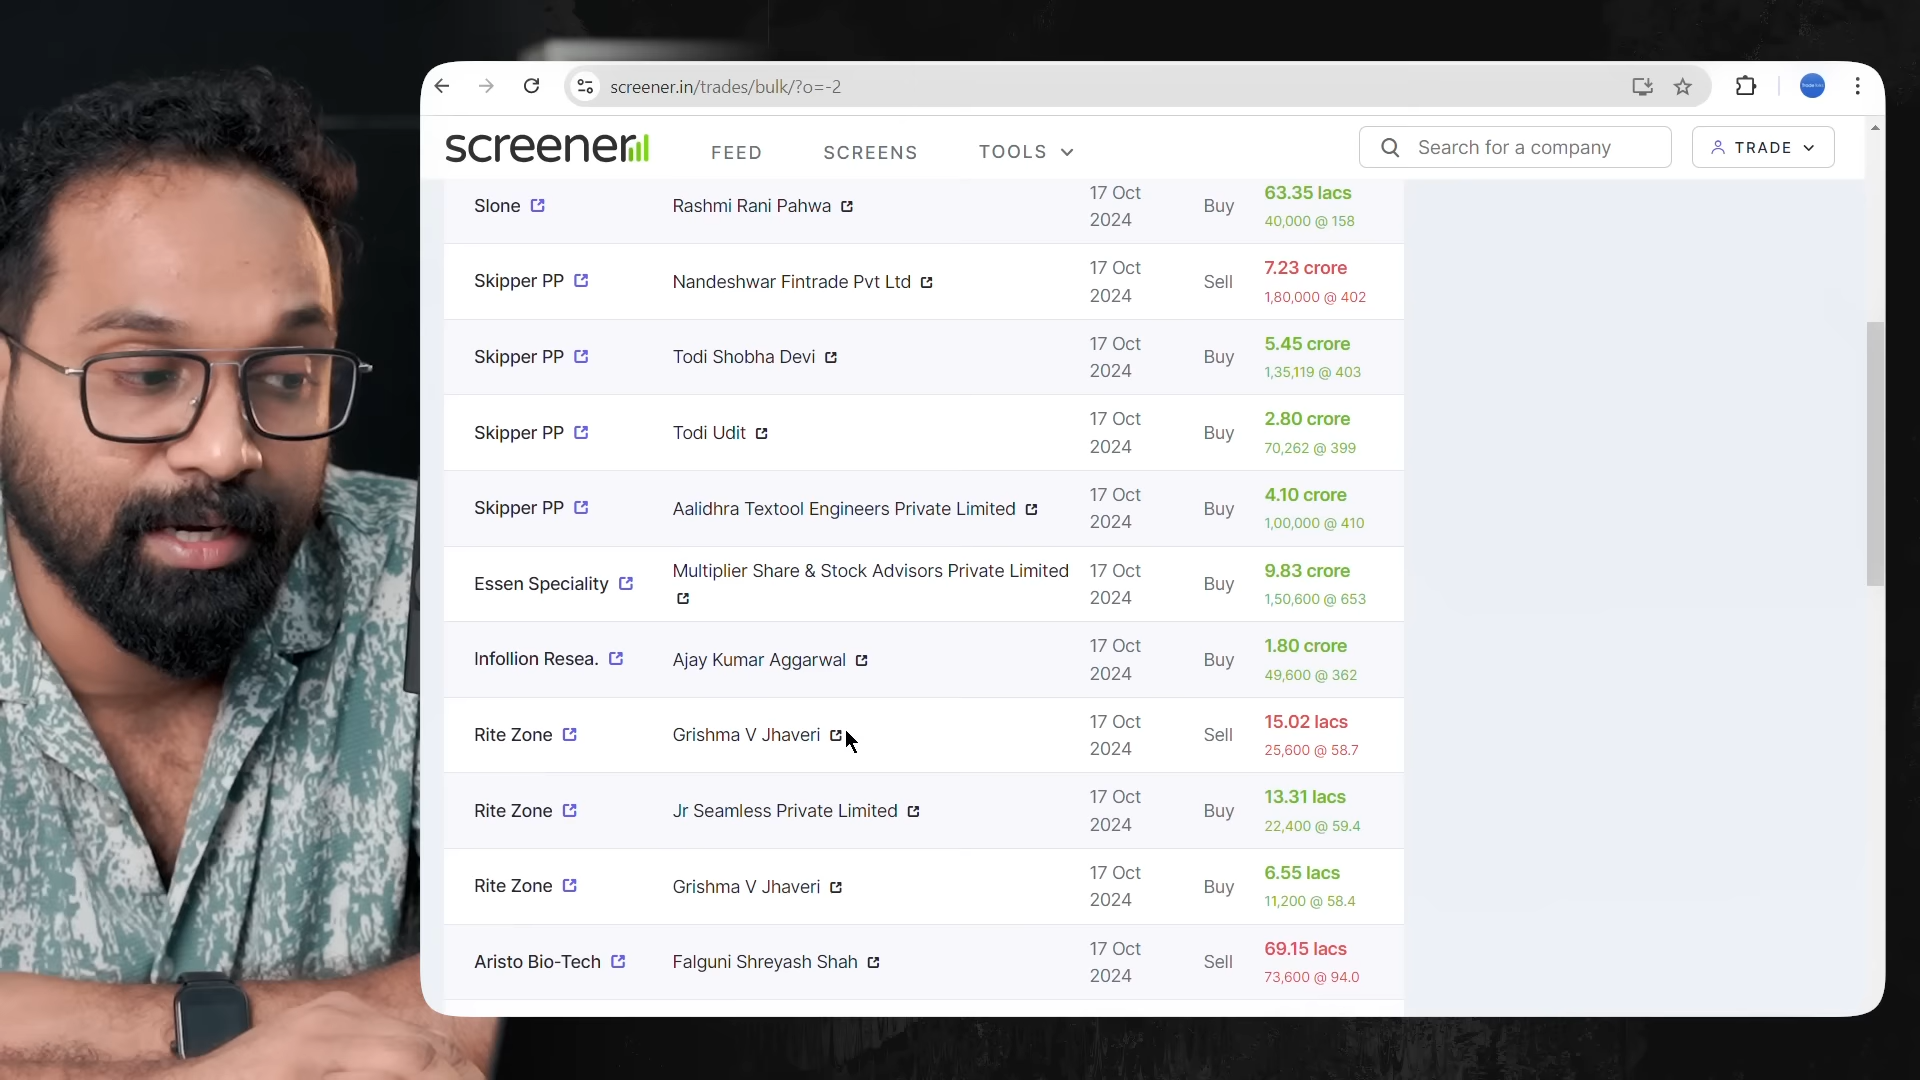 screener.in/trades/bulk/?o=-2
screener
FEED
SCREENS
TOOLS
Search for a company
TRADE
Slone
Rashmi Rani Pahwa
17 Oct
2024
Buy
63.35 lacs
40,000 @ 158
Skipper PP
Nandeshwar Fintrade Pvt Ltd
17 Oct
2024
Sell
7.23 crore
1,80,000 @ 402
Skipper PP
Todi Shobha Devi
17 Oct
2024
Buy
5.45 crore
1,35,119 @ 403
Skipper PP
Todi Udit
17 Oct
2024
Buy
2.80 crore
70,262 @ 399
Skipper PP
Aalidhra Textool Engineers Private Limited
17 Oct
2024
Buy
4.10 crore
1,00,000 @ 410
Essen Speciality
Multiplier Share & Stock Advisors Private Limited
17 Oct
2024
Buy
9.83 crore
1,50,600 @ 653
Infollion Resea.
Ajay Kumar Aggarwal
17 Oct
2024
Buy
1.80 crore
49,600 @ 362
Rite Zone
Grishma V Jhaveri
17 Oct
2024
Sell
15.02 lacs
25,600 @ 58.7
Rite Zone
Jr Seamless Private Limited
17 Oct
2024
Buy
13.31 lacs
22,400 @ 59.4
Rite Zone
Grishma V Jhaveri
17 Oct
2024
Buy
6.55 lacs
11,200 @ 58.4
Aristo Bio-Tech
Falguni Shreyash Shah
17 Oct
2024
Sell
69.15 lacs
73,600 @ 94.0